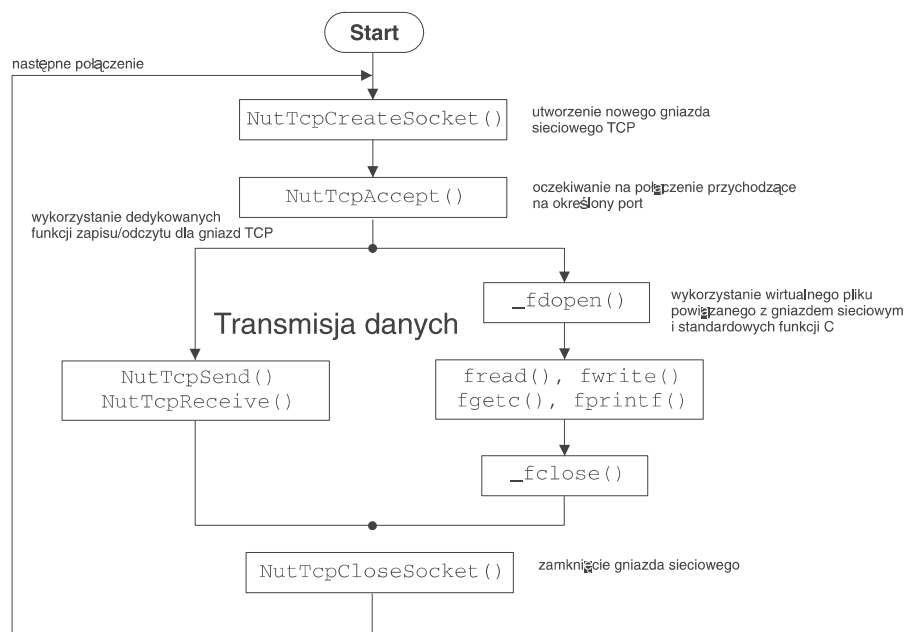 Start
następne połączenie
NutTcpCreateSocket()
utworzenie nowego gniazda
sieciowego TCP
NutTcpAccept()
oczekiwanie na połączenie przychodzące
na określony port
wykorzystanie dedykowanych
funkcji zapisu/odczytu dla gniazd TCP
_fdopen()
wykorzystanie wirtualnego pliku
powiązanego z gniazdem sieciowym
i standardowych funkcji C
Transmisja danych
NutTcpSend()
NutTcpReceive()
fread(), fwrite()
fgetc(), fprintf()
_fclose()
NutTcpCloseSocket()
zamknięcie gniazda sieciowego